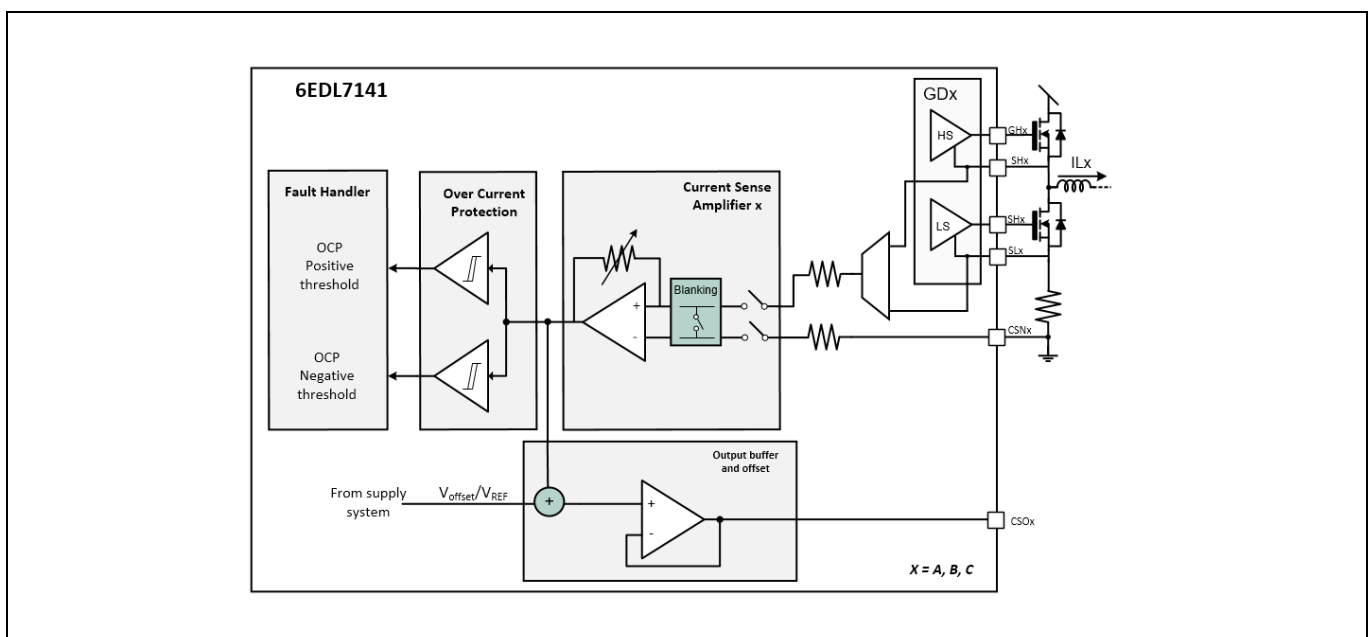 6EDL7141
GDx
HS
GHx
SHx
ILx
LS
SHx
SLx
CSNx
Fault Handler
OCP
Positive
threshold
OCP
Negative
threshold
Over Current
Protection
Current Sense
Amplifier x
Blanking
+
-
Output buffer
and offset
From supply
system
Voffset/VREF
+
+
-
CSOx
X = A, B, C